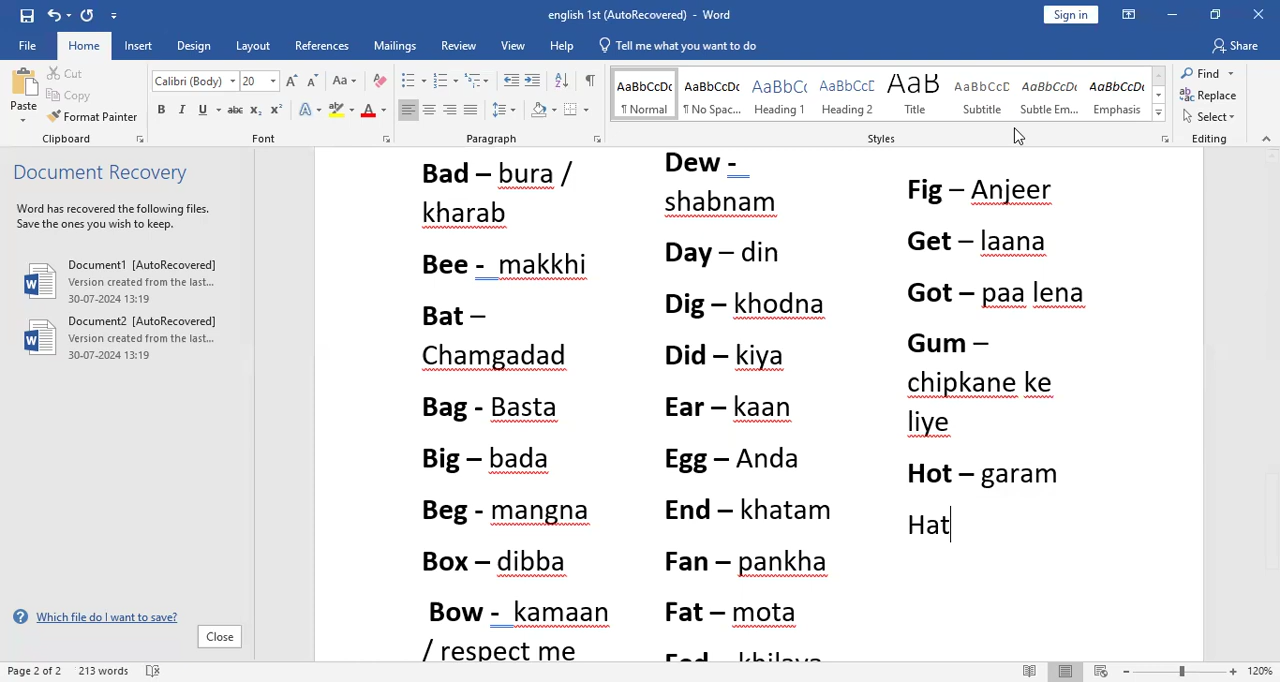 english 1st (AutoRecovered) - Word
Sign in
File Home Insert Design Layout References Mailings Review View Help Tell me what you want to do
Share
Paste
Cut
Copy
Format Painter
Clipboard
Calibri (Body) 20
Font
Paragraph
AaBbCcDc AaBbCcDc AaBbCc AaBbCcC AaB AaBbCcD AaBbCcDc AaBbCcDc
¶ Normal ¶ No Spac... Heading 1 Heading 2 Title Subtitle Subtle Em... Emphasis
Styles
Find
Replace
Select
Editing
Document Recovery
Word has recovered the following files.
Save the ones you wish to keep.
Document1 [AutoRecovered]
Version created from the last...
30-07-2024 13:19
Document2 [AutoRecovered]
Version created from the last...
30-07-2024 13:19
Which file do I want to save?
Close
Bad – bura /
kharab
Bee - makkhi
Bat –
Chamgadad
Bag - Basta
Big – bada
Beg - mangna
Box – dibba
Bow - kamaan
/ respect me
Dew -
shabnam
Day – din
Dig – khodna
Did – kiya
Ear – kaan
Egg – Anda
End – khatam
Fan – pankha
Fat – mota
Fed – khilaya
Fig – Anjeer
Get – laana
Got – paa lena
Gum –
chipkane ke
liye
Hot – garam
Hat
Page 2 of 2 213 words
120%